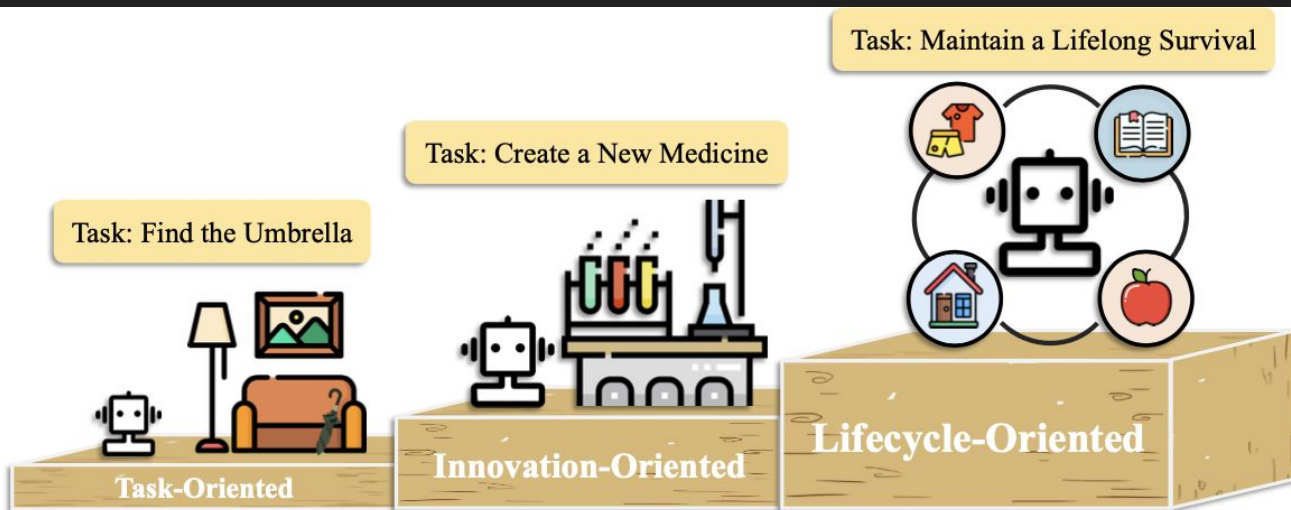 Task: Maintain a Lifelong Survival
Task: Create a New Medicine
Task: Find the Umbrella
Task-Oriented
Innovation-Oriented
Lifecycle-Oriented